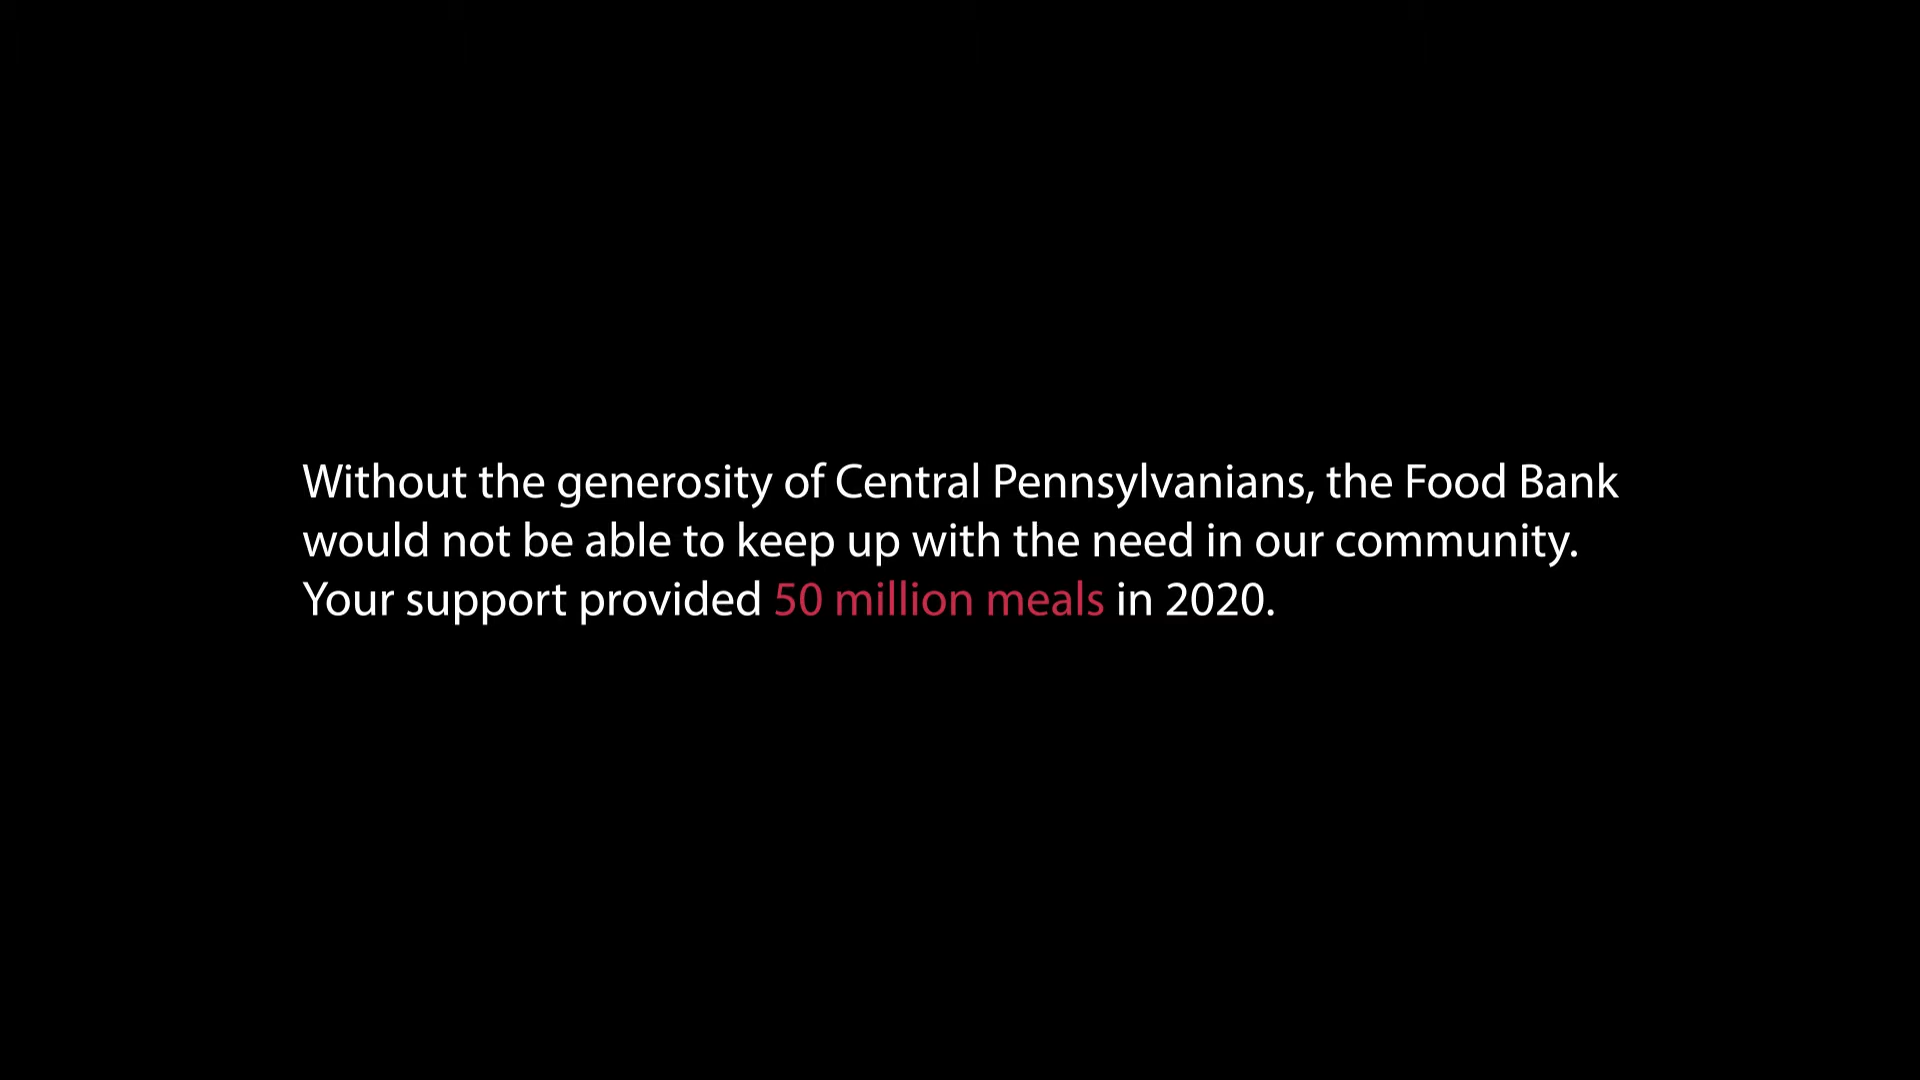 Without the generosity of Central Pennsylvanians, the Food Bank
would not be able to keep up with the need in our community.
Your support provided 50 million meals in 2020.